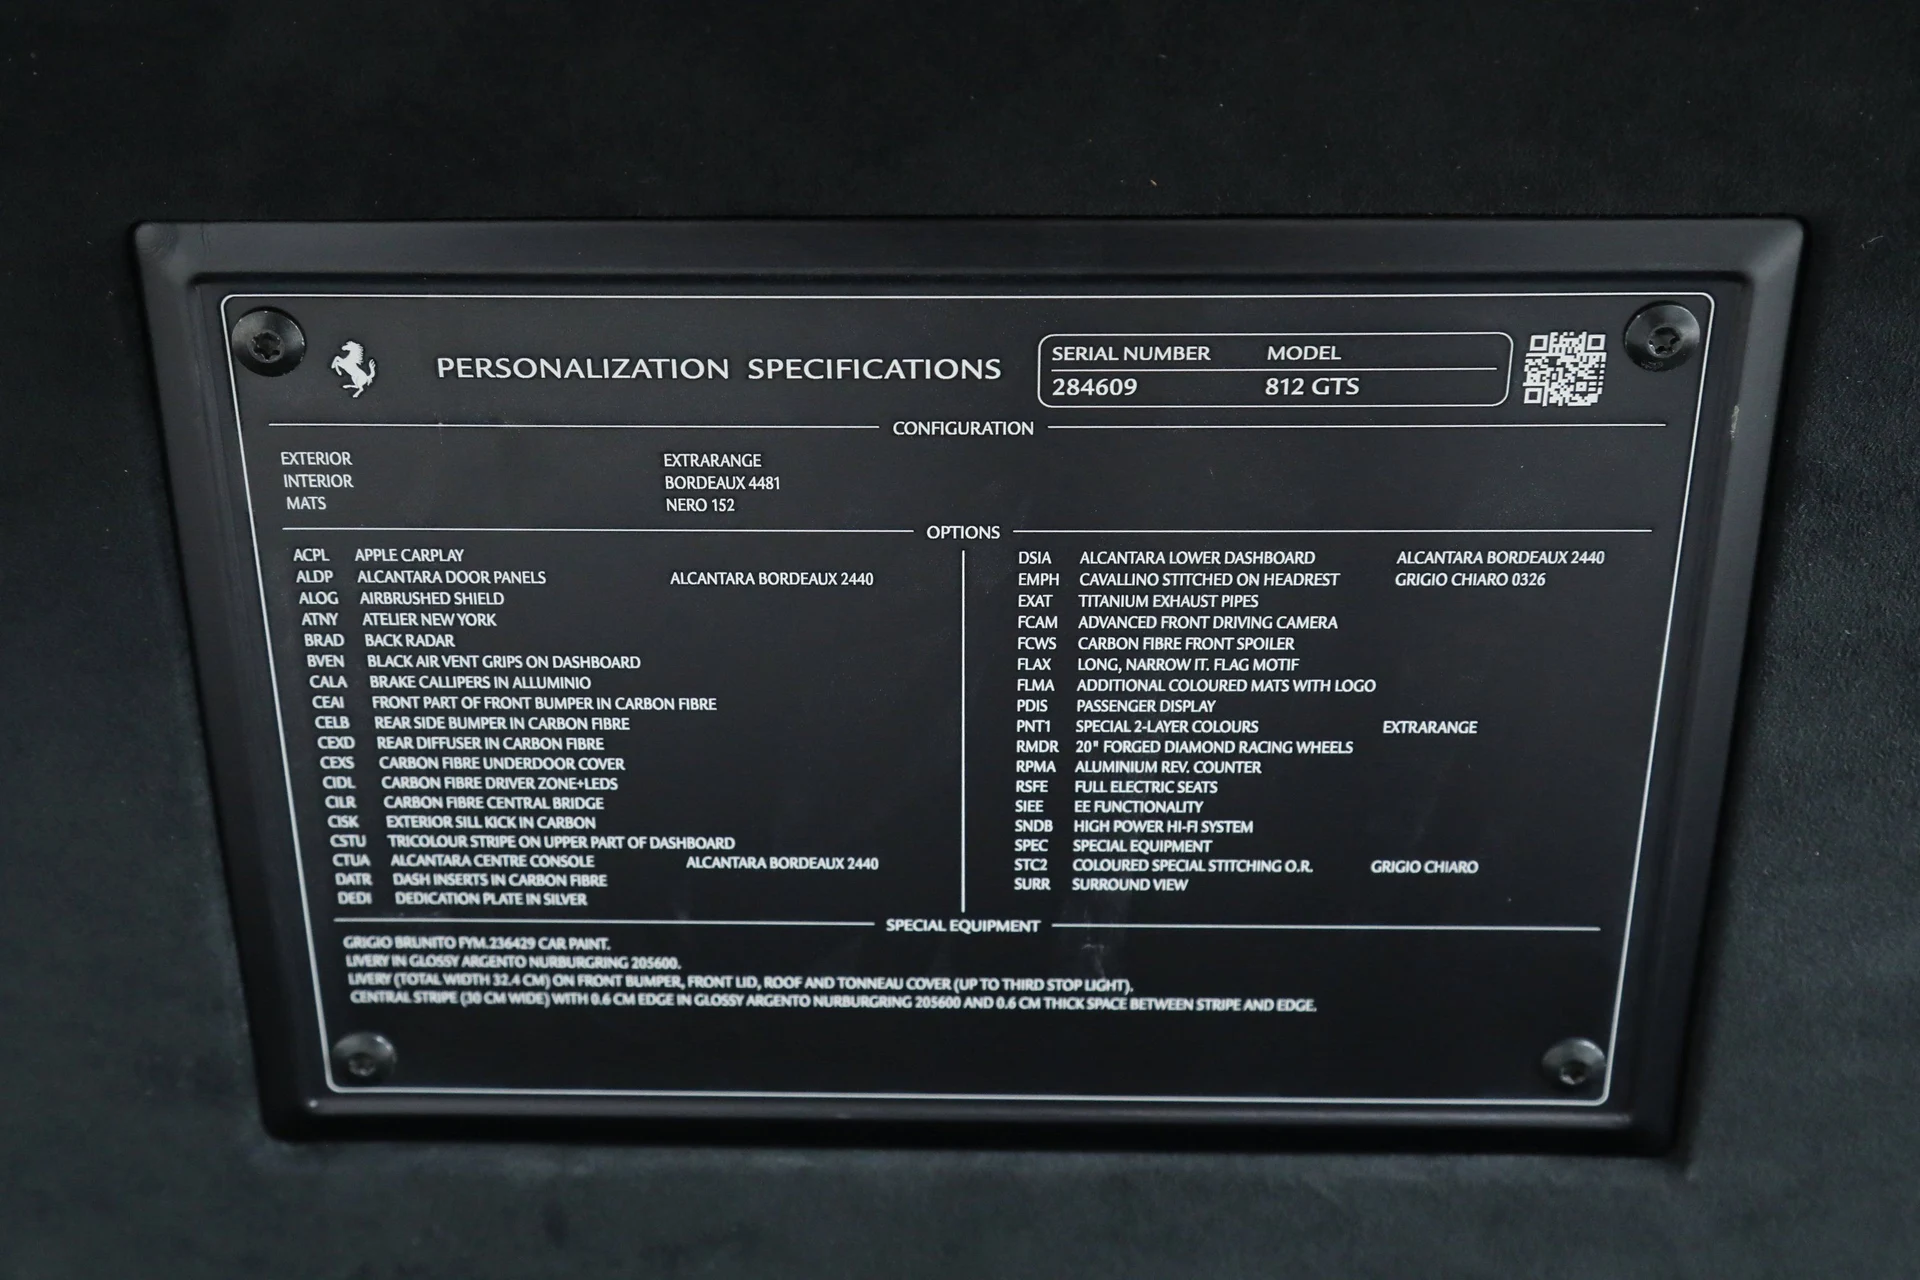 PERSONALIZATION SPECIFICATIONS
SERIAL NUMBER MODEL
284609 812 GTS
CONFIGURATION
EXTERIOR EXTRARANGE
INTERIOR BORDEAUX 4481
MATS NERO 152
OPTIONS
ACPL APPLE CARPLAY
ALDP ALCANTARA DOOR PANELS ALCANTARA BORDEAUX 2440
ALOG AIRBRUSHED SHIELD
ATNY ATELIER NEW YORK
BRAD BACK RADAR
BVEN BLACK AIR VENT GRIPS ON DASHBOARD
CALA BRAKE CALLIPERS IN ALLUMINIO
CEAI FRONT PART OF FRONT BUMPER IN CARBON FIBRE
CELB REAR SIDE BUMPER IN CARBON FIBRE
CEXD REAR DIFFUSER IN CARBON FIBRE
CEXS CARBON FIBRE UNDERDOOR COVER
CIDL CARBON FIBRE DRIVER ZONE+LEDS
CILR CARBON FIBRE CENTRAL BRIDGE
CISK EXTERIOR SILL KICK IN CARBON
CSTU TRICOLOUR STRIPE ON UPPER PART OF DASHBOARD
CTUA ALCANTARA CENTRE CONSOLE ALCANTARA BORDEAUX 2440
DATR DASH INSERTS IN CARBON FIBRE
DEDI DEDICATION PLATE IN SILVER
DSIA ALCANTARA LOWER DASHBOARD ALCANTARA BORDEAUX 2440
EMPH CAVALLINO STITCHED ON HEADREST GRIGIO CHIARO 0326
EXAT TITANIUM EXHAUST PIPES
FCAM ADVANCED FRONT DRIVING CAMERA
FCWS CARBON FIBRE FRONT SPOILER
FLAX LONG, NARROW IT. FLAG MOTIF
FLMA ADDITIONAL COLOURED MATS WITH LOGO
PDIS PASSENGER DISPLAY
PNT1 SPECIAL 2-LAYER COLOURS EXTRARANGE
RMDR 20" FORGED DIAMOND RACING WHEELS
RPMA ALUMINIUM REV. COUNTER
RSFE FULL ELECTRIC SEATS
SIEE EE FUNCTIONALITY
SNDB HIGH POWER HI-FI SYSTEM
SPEC SPECIAL EQUIPMENT
STC2 COLOURED SPECIAL STITCHING O.R. GRIGIO CHIARO
SURR SURROUND VIEW
SPECIAL EQUIPMENT
GRIGIO BRUNITO FYM.236429 CAR PAINT.
LIVERY IN GLOSSY ARGENTO NURBURGRING 205600.
LIVERY (TOTAL WIDTH 32.4 CM) ON FRONT BUMPER, FRONT LID, ROOF AND TONNEAU COVER (UP TO THIRD STOP LIGHT).
CENTRAL STRIPE (30 CM WIDE) WITH 0.6 CM EDGE IN GLOSSY ARGENTO NURBURGRING 205600 AND 0.6 CM THICK SPACE BETWEEN STRIPE AND EDGE.